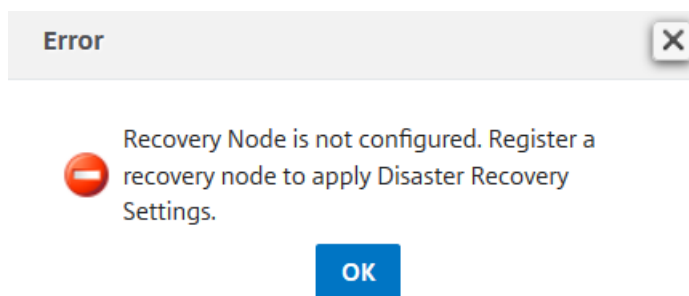 Error
Recovery Node is not configured. Register a
recovery node to apply Disaster Recovery
Settings.
OK